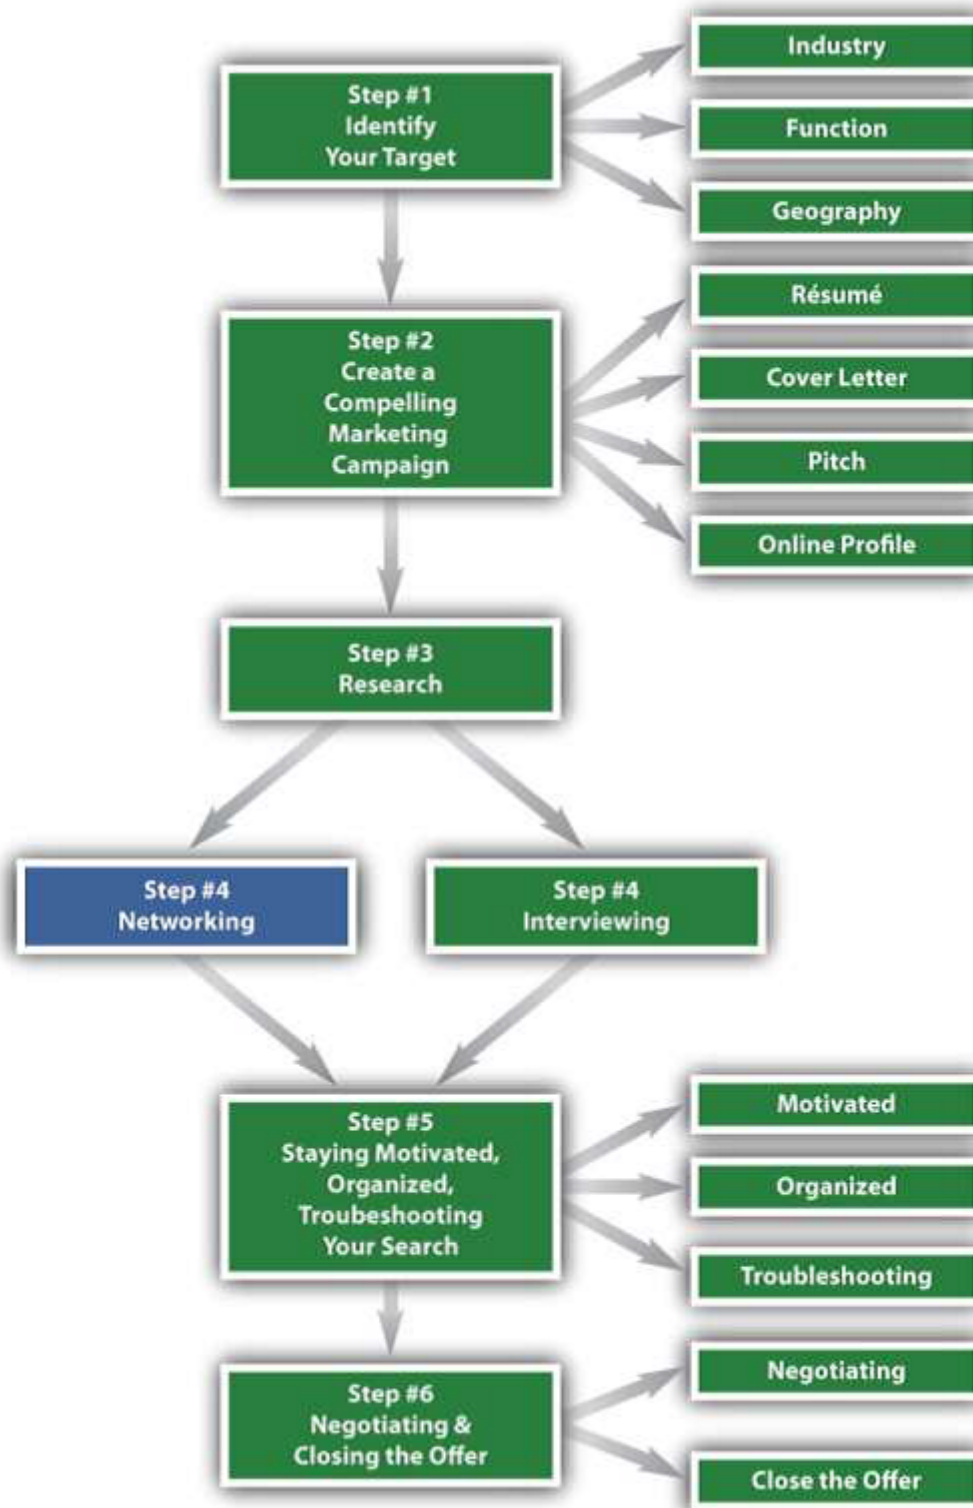 Step #1
Identify
Your Target
Industry
Function
Geography
Step #2
Create a
Compelling
Marketing
Campaign
Résumé
Cover Letter
Pitch
Online Profile
Step #3
Research
Step #4
Networking
Step #4
Interviewing
Step #5
Staying Motivated,
Organized,
Troubeshooting
Your Search
Motivated
Organized
Troubleshooting
Step #6
Negotiating &
Closing the Offer
Negotiating
Close the Offer